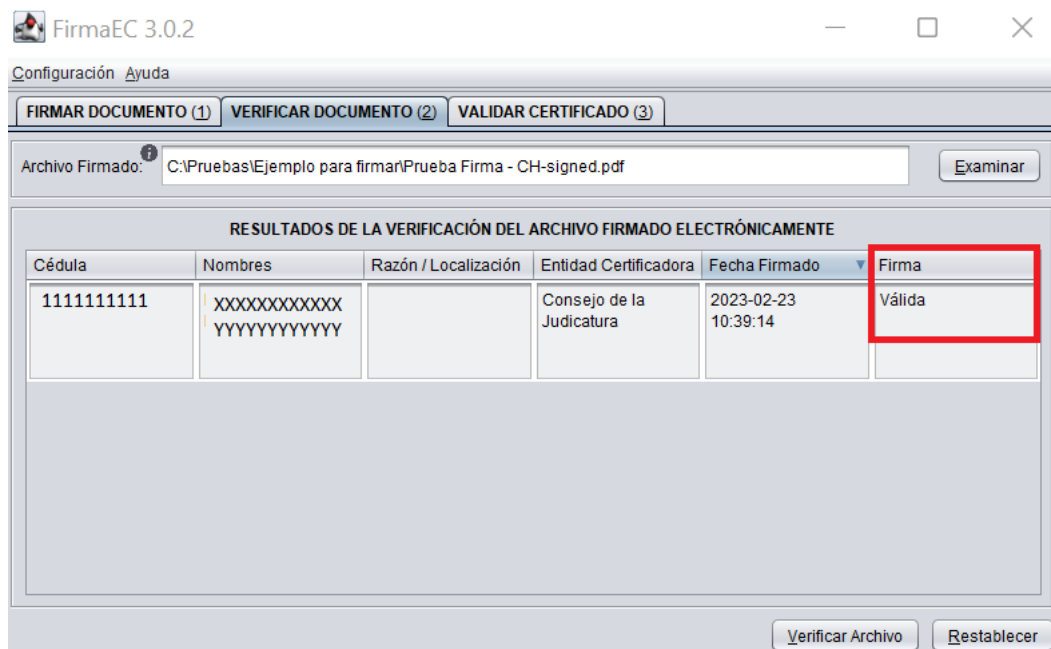 FirmaEC 3.0.2
Configuración Ayuda
FIRMAR DOCUMENTO (1) VERIFICAR DOCUMENTO (2) VALIDAR CERTIFICADO (3)
Archivo Firmado: C:\Pruebas\Ejemplo para firmar\Prueba Firma - CH-signed.pdf Examinar
RESULTADOS DE LA VERIFICACIÓN DEL ARCHIVO FIRMADO ELECTRÓNICAMENTE
Cédula Nombres Razón / Localización Entidad Certificadora Fecha Firmado Firma
1111111111 XXXXXXXXXXXX Consejo de la 2023-02-23 Válida
YYYYYYYYYYYY Judicatura 10:39:14
Verificar Archivo Restablecer